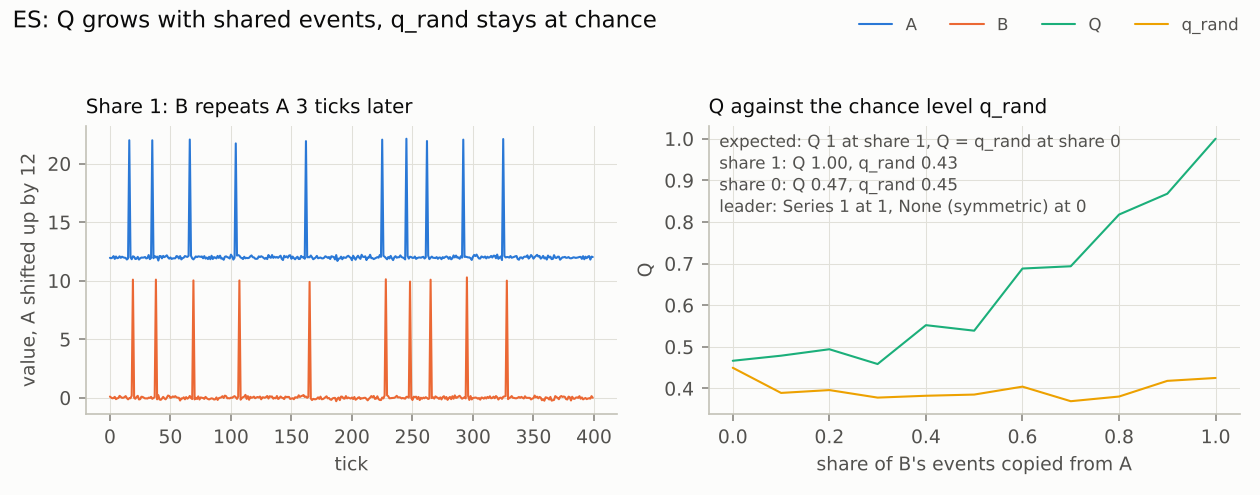 ES: Q grows with shared events, q_rand stays at chance
A B Q q_rand
Share 1: B repeats A 3 ticks later
value, A shifted up by 12
20
15
10
5
0
0 50 100 150 200 250 300 350 400
tick
Q against the chance level q_rand
expected: Q 1 at share 1, Q = q_rand at share 0
share 1: Q 1.00, q_rand 0.43
share 0: Q 0.47, q_rand 0.45
leader: Series 1 at 1, None (symmetric) at 0
Q
1.0
0.9
0.8
0.7
0.6
0.5
0.4
0.0 0.2 0.4 0.6 0.8 1.0
share of B's events copied from A